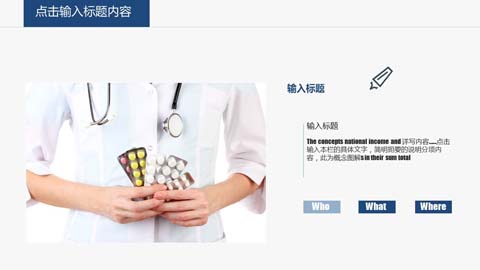 点击输入标题内容
输入标题
输入标题
The concepts national income and 详写内容......点击
输入本栏的具体文字，简明扼要的说明分项内
容，此为概念图解s in their sum total
Who What Where